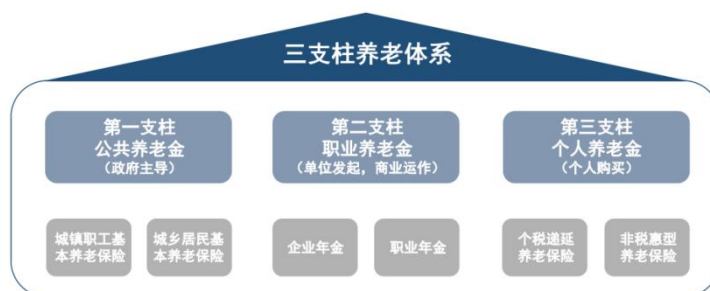 三支柱养老体系
第一支柱
公共养老金
（政府主导）
第二支柱
职业养老金
（单位发起，商业运作）
第三支柱
个人养老金
（个人购买）
城镇职工基
本养老保险
城乡居民基
本养老保险
企业年金
职业年金
个税递延
养老保险
非税惠型
养老保险